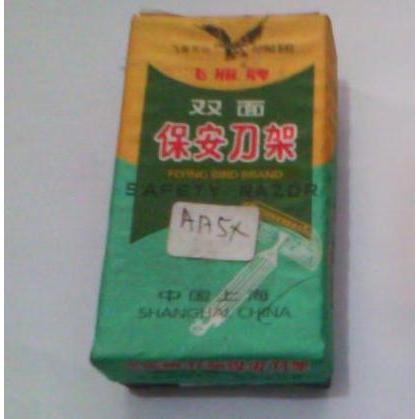 飞鹰牌
双面
保安刀架
FLYING BIRD BRAND
SAFETY RAZOR
AA5X
中国上海
SHANGHAI CHINA